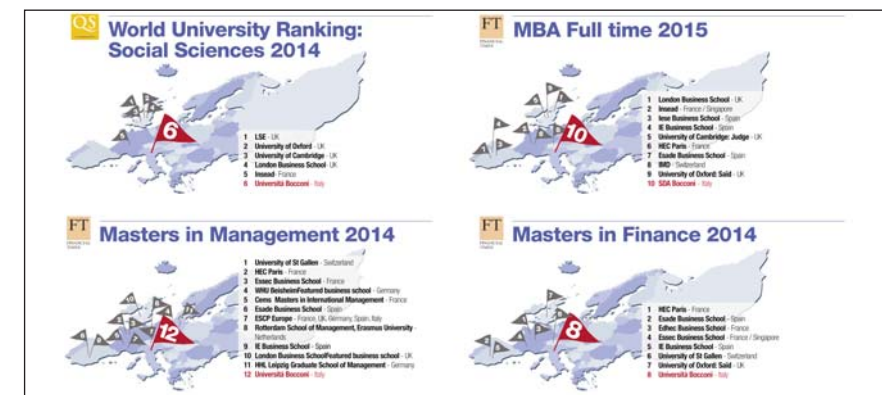 QS
World University Ranking:
Social Sciences 2014
6
1 LSE - UK
2 University of Oxford - UK
3 University of Cambridge - UK
4 London Business School - UK
5 Insead - France
6 Università Bocconi - Italy
FT
FINANCIAL TIMES
MBA Full time 2015
10
1 London Business School - UK
2 Insead - France / Singapore
3 Iese Business School - Spain
4 IE Business School - Spain
5 University of Cambridge: Judge - UK
6 HEC Paris - France
7 Esade Business School - Spain
8 IMD - Switzerland
9 University of Oxford: Saïd - UK
10 SDA Bocconi - Italy
FT
FINANCIAL TIMES
Masters in Management 2014
12
1 University of St Gallen - Switzerland
2 HEC Paris - France
3 Essec Business School - France
4 WHU BeisheimFeatured business school - Germany
5 Cems Masters in International Management - France
6 Esade Business School - Spain
7 ESCP Europe - France, UK, Germany, Spain, Italy
8 Rotterdam School of Management, Erasmus University -
Netherlands
9 IE Business School - Spain
10 London Business SchoolFeatured business school - UK
11 HHL Leipzig Graduate School of Management - Germany
12 Università Bocconi - Italy
FT
FINANCIAL TIMES
Masters in Finance 2014
8
1 HEC Paris - France
2 Esade Business School - Spain
3 Edhec Business School - France
4 Essec Business School - France / Singapore
5 IE Business School - Spain
6 University of St Gallen - Switzerland
7 University of Oxford: Saïd - UK
8 Università Bocconi - Italy